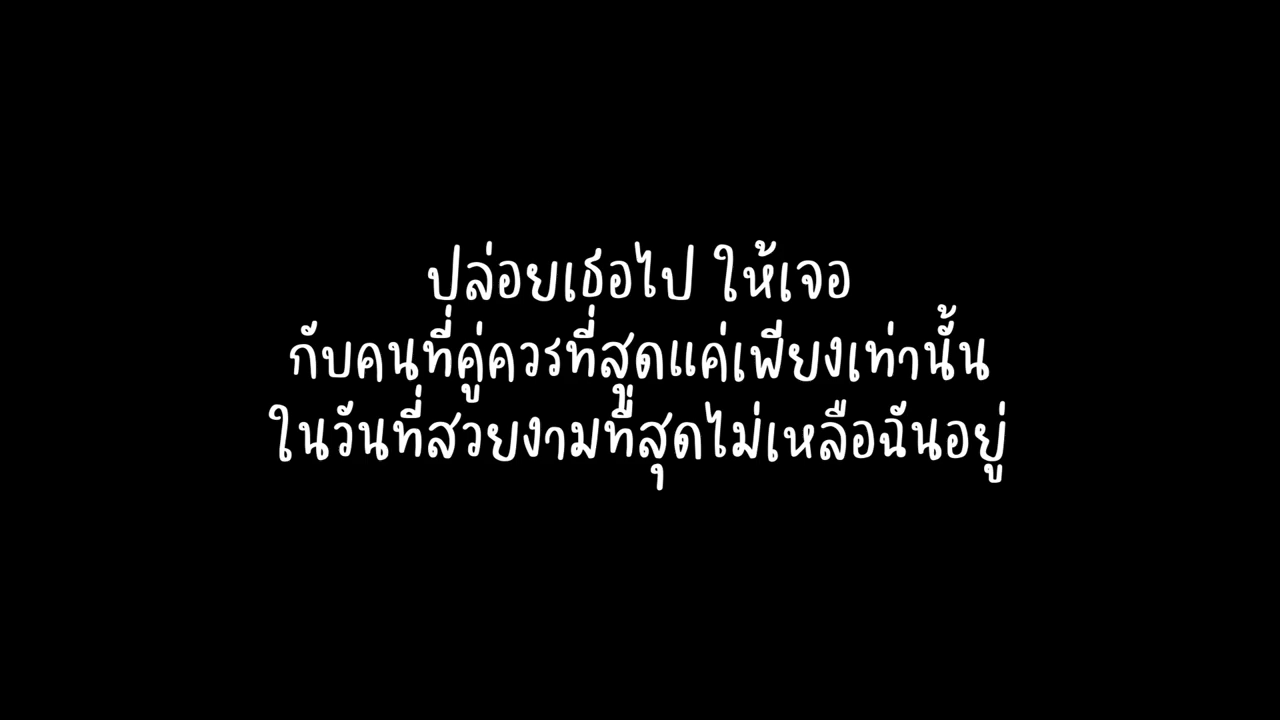 ปล่อยเธอไป ให้เจอ
กับคนที่คู่ควรที่สุดแค่เพียงเท่านั้น
ในวันที่สวยงามที่สุดไม่เหลือฉันอยู่